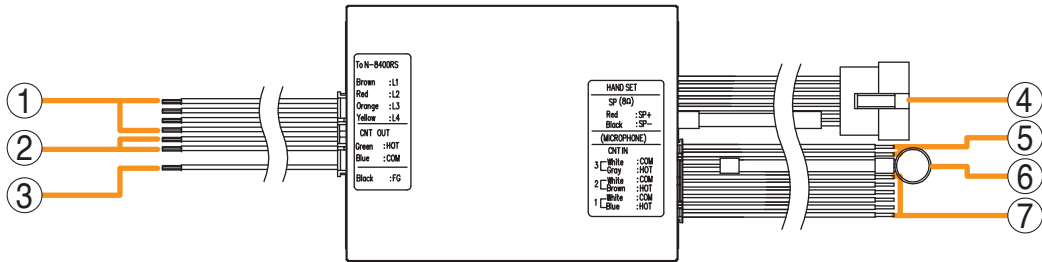 1
2
3
To N-8400RS
Brown :L1
Red :L2
Orange :L3
Yellow :L4
CNT OUT
Green :HOT
Blue :COM
Black :FG
HAND SET
SP (8Ω)
Red :SP+
Black :SP-
(MICROPHONE)
CNT IN
3 White :COM
Gray :HOT
2 White :COM
Brown :HOT
1 White :COM
Blue :HOT
4
5
6
7